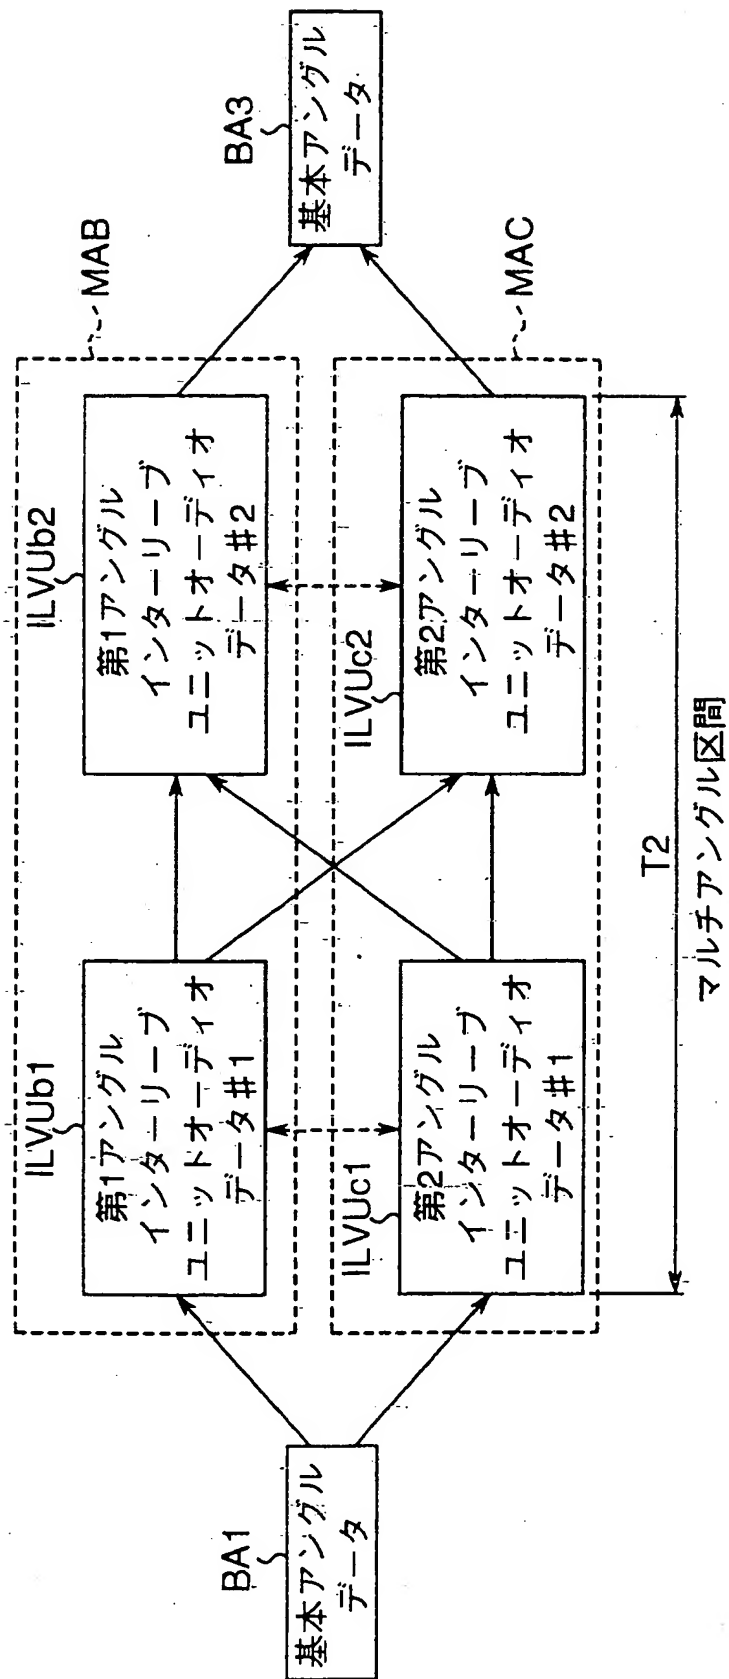 BA1
基本アングル
データ
MAB
ILVUb1
第1アングル
インターリーブ
ユニットオーディオ
データ#1
ILVUb2
第1アングル
インターリーブ
ユニットオーディオ
データ#2
ILVUc1
第2アングル
インターリーブ
ユニットオーディオ
データ#1
ILVUc2
第2アングル
インターリーブ
ユニットオーディオ
データ#2
MAC
BA3
基本アングル
データ
T2
マルチアングル区間